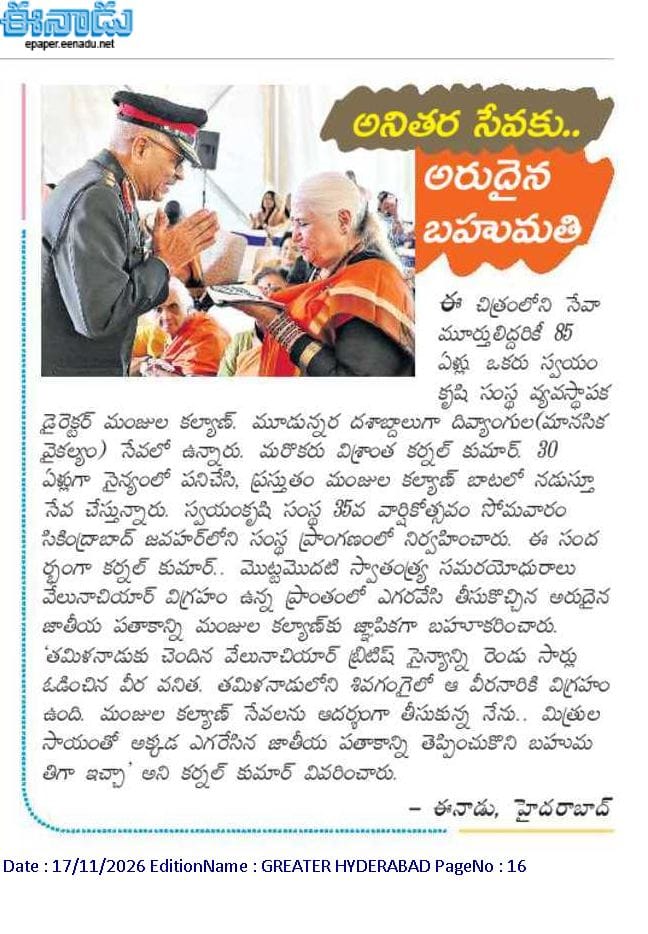 ఈనాడు
epaper.eenadu.net
అనితర సేవకు..
అరుదైన
బహుమతి
ఈ చిత్రంలోని సేవా
మూర్తులిద్దరికీ 85
ఏళ్లు ఒకరు స్వయం
కృషి సంస్థ వ్యవస్థాపక
డైరెక్టర్ మంజుల కల్యాణ్. మూడున్నర దశాబ్దాలుగా దివ్యాంగుల(మానసిక
వైకల్యం) సేవలో ఉన్నారు. మరొకరు విశ్రాంత కర్నల్ కుమార్. 30
ఏళ్లుగా సైన్యంలో పనిచేసి, ప్రస్తుతం మంజుల కల్యాణ్ బాటలో నడుస్తూ
సేవ చేస్తున్నారు. స్వయంకృషి సంస్థ 35వ వార్షికోత్సవం సోమవారం
సికింద్రాబాద్ జవహర్‌లోని సంస్థ ప్రాంగణంలో నిర్వహించారు. ఈ సంద
ర్భంగా కర్నల్ కుమార్.. మొట్టమొదటి స్వాతంత్ర్య సమరయోధురాలు
వేలునాచియార్ విగ్రహం ఉన్న ప్రాంతంలో ఎగరవేసి తీసుకొచ్చిన అరుదైన
జాతీయ పతాకాన్ని మంజుల కల్యాణ్‌కు జ్ఞాపికగా బహూకరించారు.
'తమిళనాడుకు చెందిన వేలునాచియార్ బ్రిటిష్ సైన్యాన్ని రెండు సార్లు
ఓడించిన వీర వనిత. తమిళనాడులోని శివగంగైలో ఆ వీరనారికి విగ్రహం
ఉంది. మంజుల కల్యాణ్ సేవలను ఆదర్శంగా తీసుకున్న నేను.. మిత్రుల
సాయంతో అక్కడ ఎగరేసిన జాతీయ పతాకాన్ని తెప్పించుకొని బహుమ
తిగా ఇచ్చా' అని కర్నల్ కుమార్ వివరించారు.
– ఈనాడు, హైదరాబాద్
Date : 17/11/2026 EditionName : GREATER HYDERABAD PageNo : 16